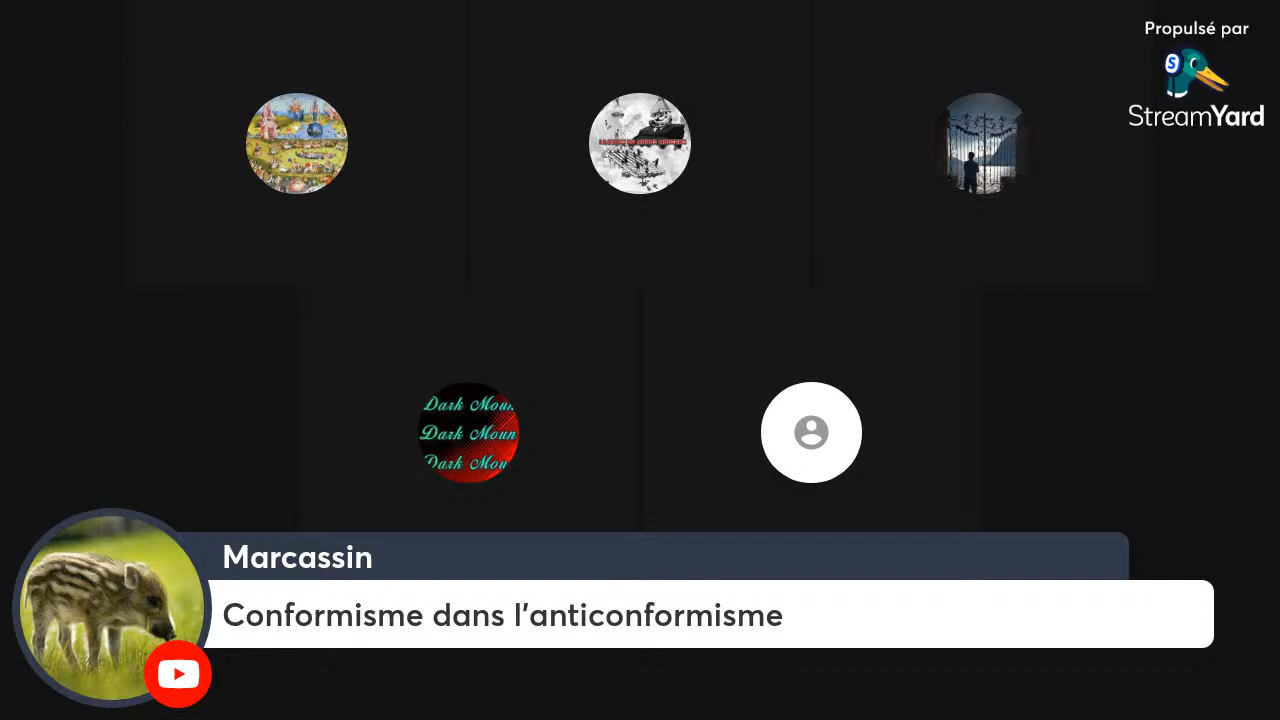 Propulsé par
StreamYard
Dark Moun
Dark Moun
Dark Mou
Marcassin
Conformisme dans l'anticonformisme